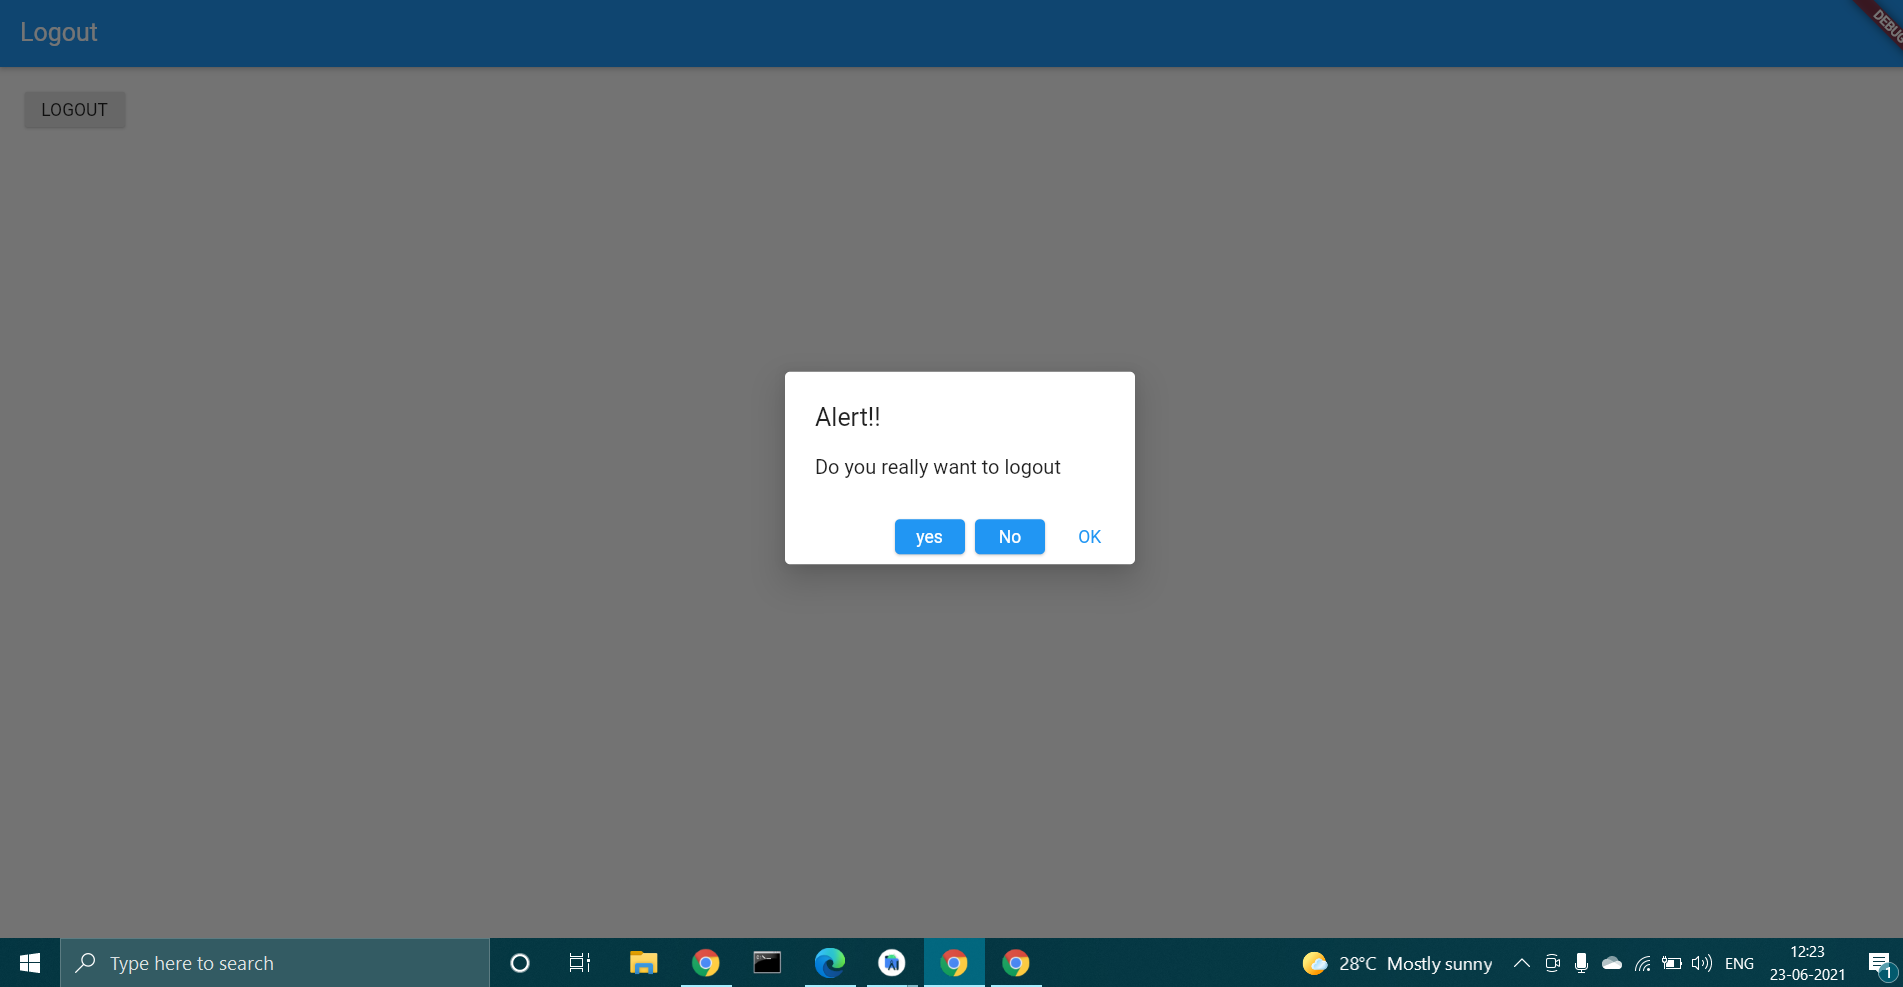 Logout
DEBUG
LOGOUT
Alert!!
Do you really want to logout
yes No OK
Type here to search
28°C Mostly sunny
ENG
12:23
23-06-2021
1